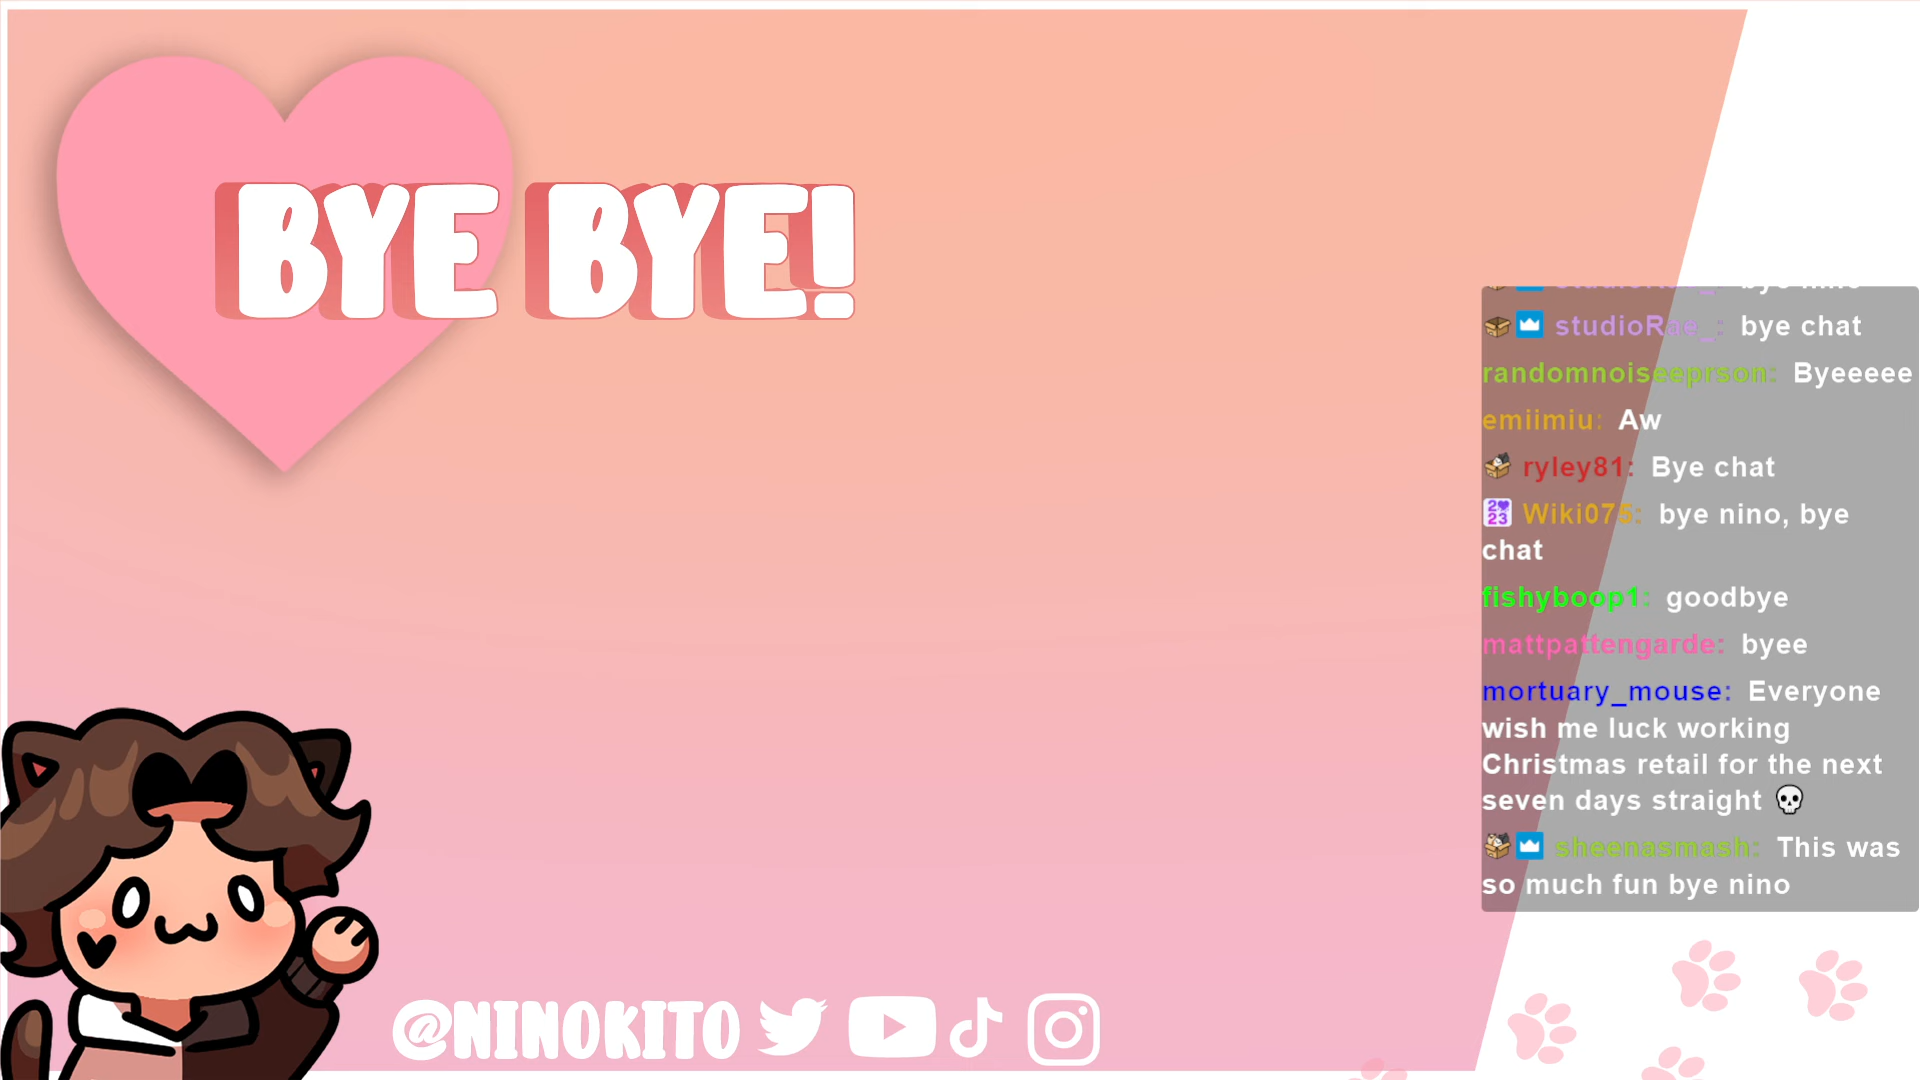 BYE BYE!
studioRae_: bye chat
randomnoiseeprson: Byeeeee
emiimiu: Aw
ryley81: Bye chat
2023 Wiki075: bye nino, bye
chat
fishyboop1: goodbye
mattpattengarde: byee
mortuary_mouse: Everyone
wish me luck working
Christmas retail for the next
seven days straight 💀
sheenasmash: This was
so much fun bye nino
@NINOKITO